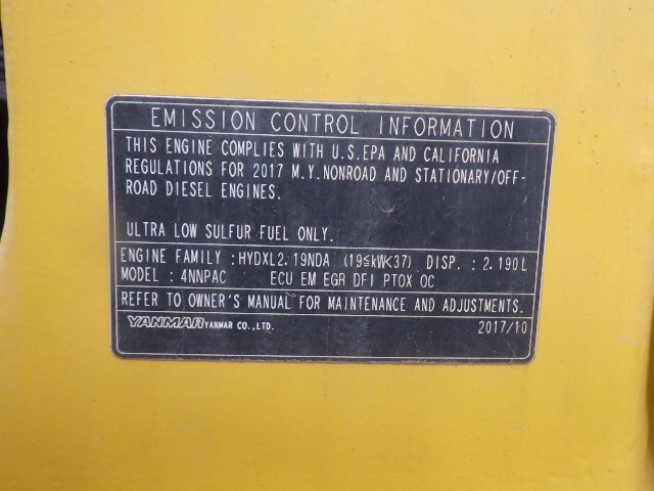 EMISSION CONTROL INFORMATION
THIS ENGINE COMPLIES WITH U.S.EPA AND CALIFORNIA
REGULATIONS FOR 2017 M.Y.NONROAD AND STATIONARY/OFF-
ROAD DIESEL ENGINES.
ULTRA LOW SULFUR FUEL ONLY.
ENGINE FAMILY : HYDXL2.19NDA (19≦kW<37) DISP. : 2.190L
MODEL : 4NNPAC ECU EM EGR DFI PTOX OC
REFER TO OWNER'S MANUAL FOR MAINTENANCE AND ADJUSTMENTS.
YANMAR YANMAR CO.,LTD. 2017/10